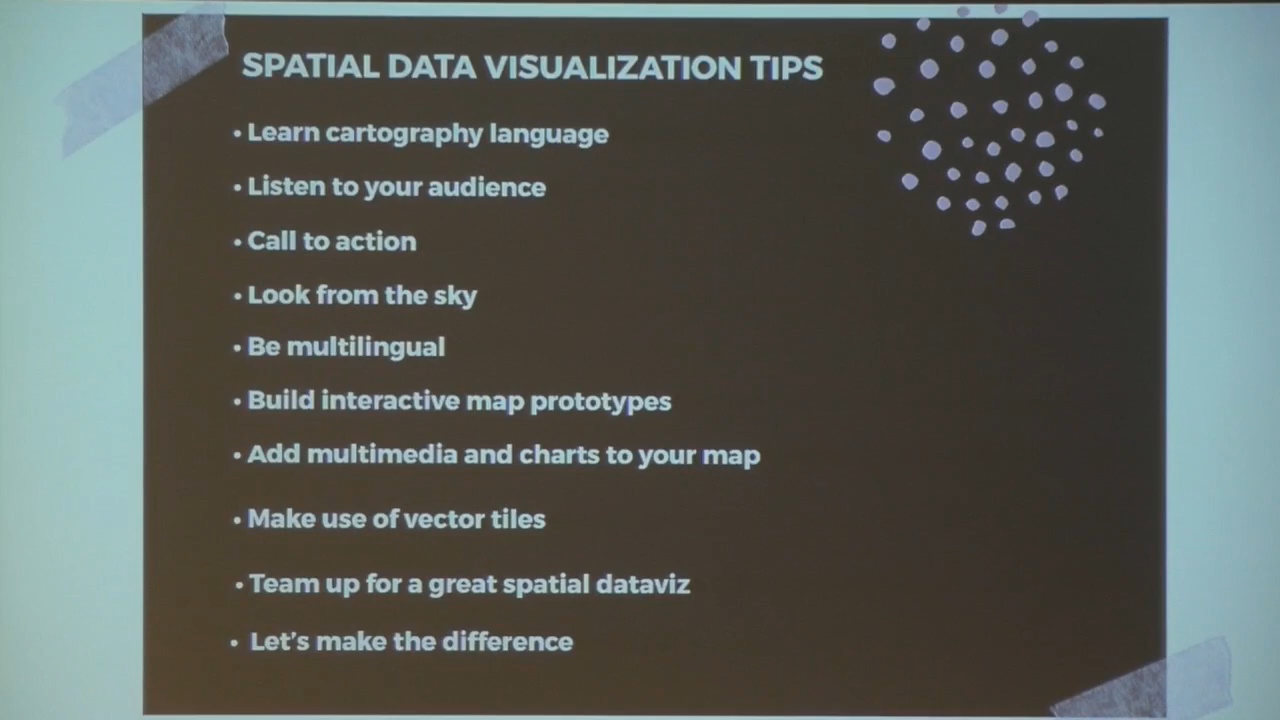 SPATIAL DATA VISUALIZATION TIPS
• Learn cartography language
• Listen to your audience
• Call to action
• Look from the sky
• Be multilingual
• Build interactive map prototypes
• Add multimedia and charts to your map
• Make use of vector tiles
• Team up for a great spatial dataviz
• Let's make the difference